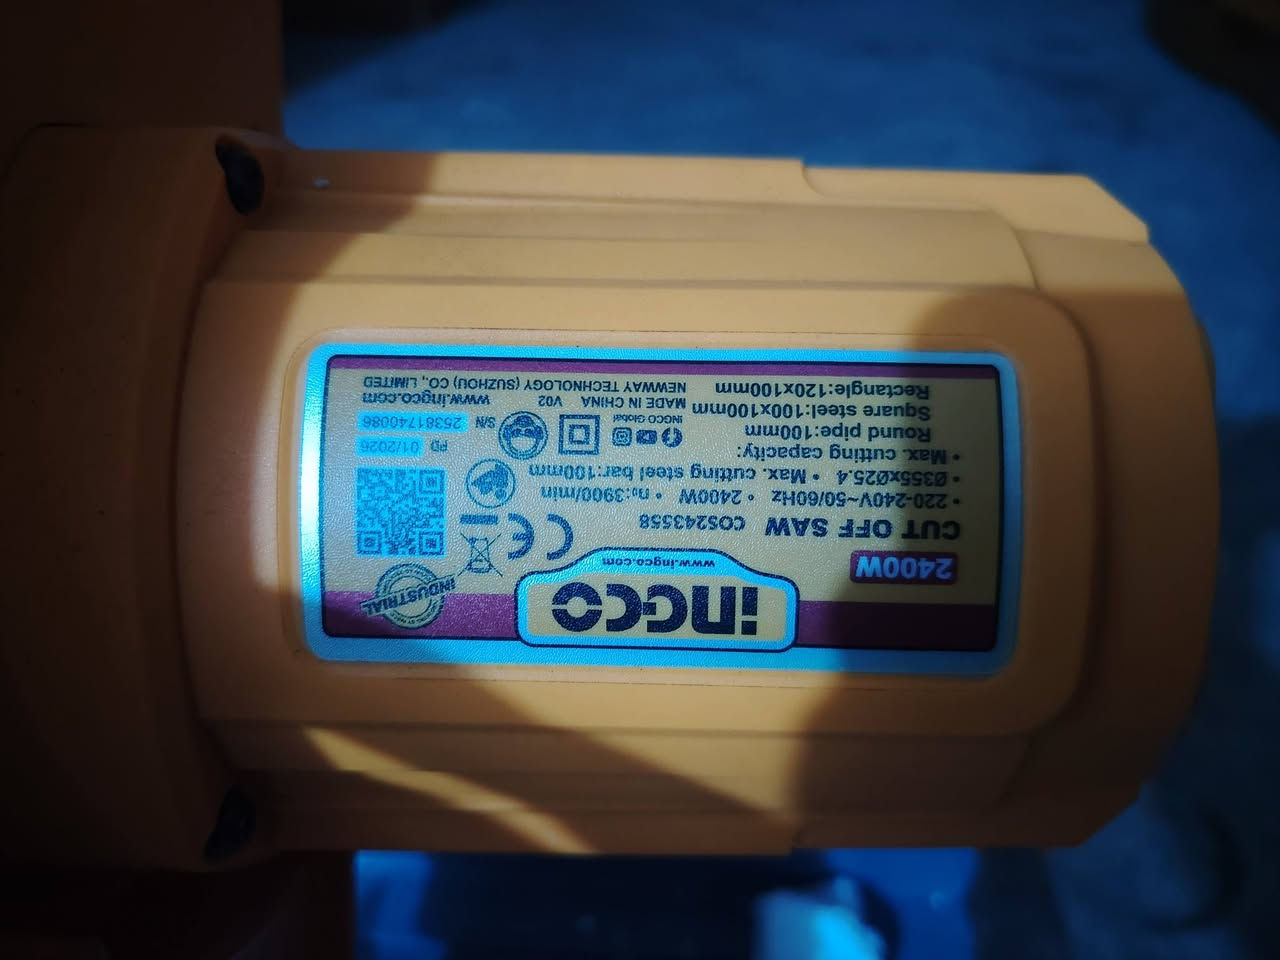 INGCO
www.ingco.com
2400W
INDUSTRIAL
CUT OFF SAW COS243558
• 220-240V~50/60Hz • 2400W • n₀:3900/min
• Ø355xØ25.4 • Max. cutting steel bar:100mm
• Max. cutting capacity:
Round pipe:100mm
Square steel:100x100mm
Rectangle:120x100mm
INGCO Global
MADE IN CHINA V02
NEWWAY TECHNOLOGY (SUZHOU) CO., LIMITED
CE
PD 01/2026
S/N 25381740086
www.ingco.com